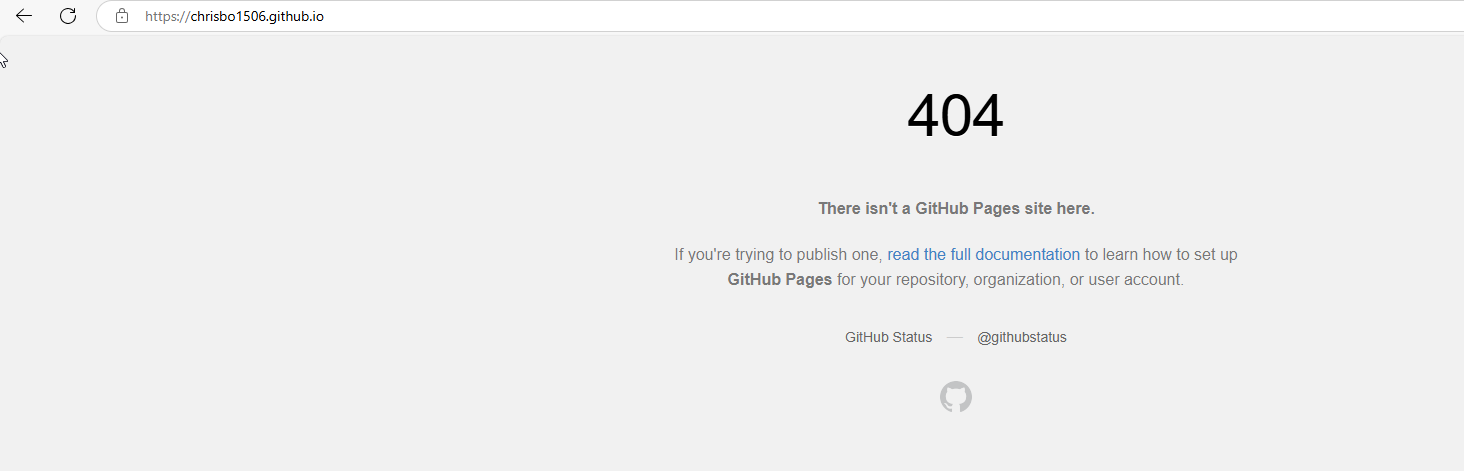 https://chrisbo1506.github.io
404
There isn't a GitHub Pages site here.
If you're trying to publish one, read the full documentation to learn how to set up
GitHub Pages for your repository, organization, or user account.
GitHub Status — @githubstatus